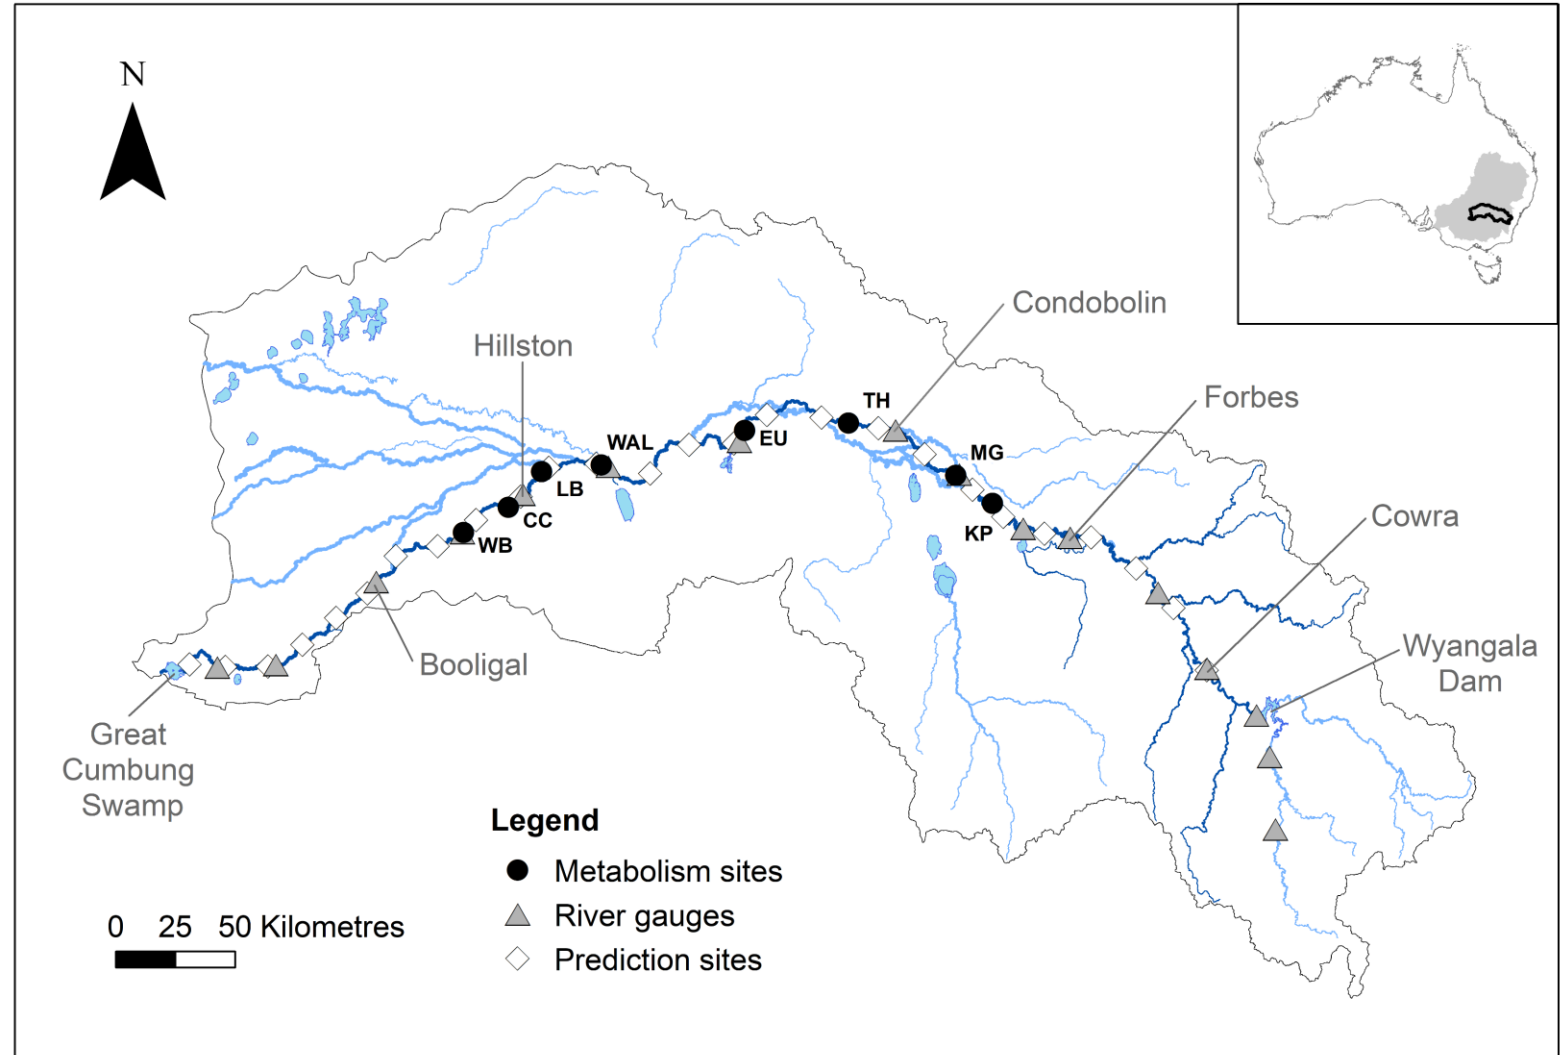 N
Condobolin
Hillston
Forbes
TH
WAL
EU
MG
LB
CC
Cowra
KP
WB
Booligal
Wyangala
Dam
Great
Cumbung
Swamp
Legend
Metabolism sites
River gauges
Prediction sites
0 25 50 Kilometres